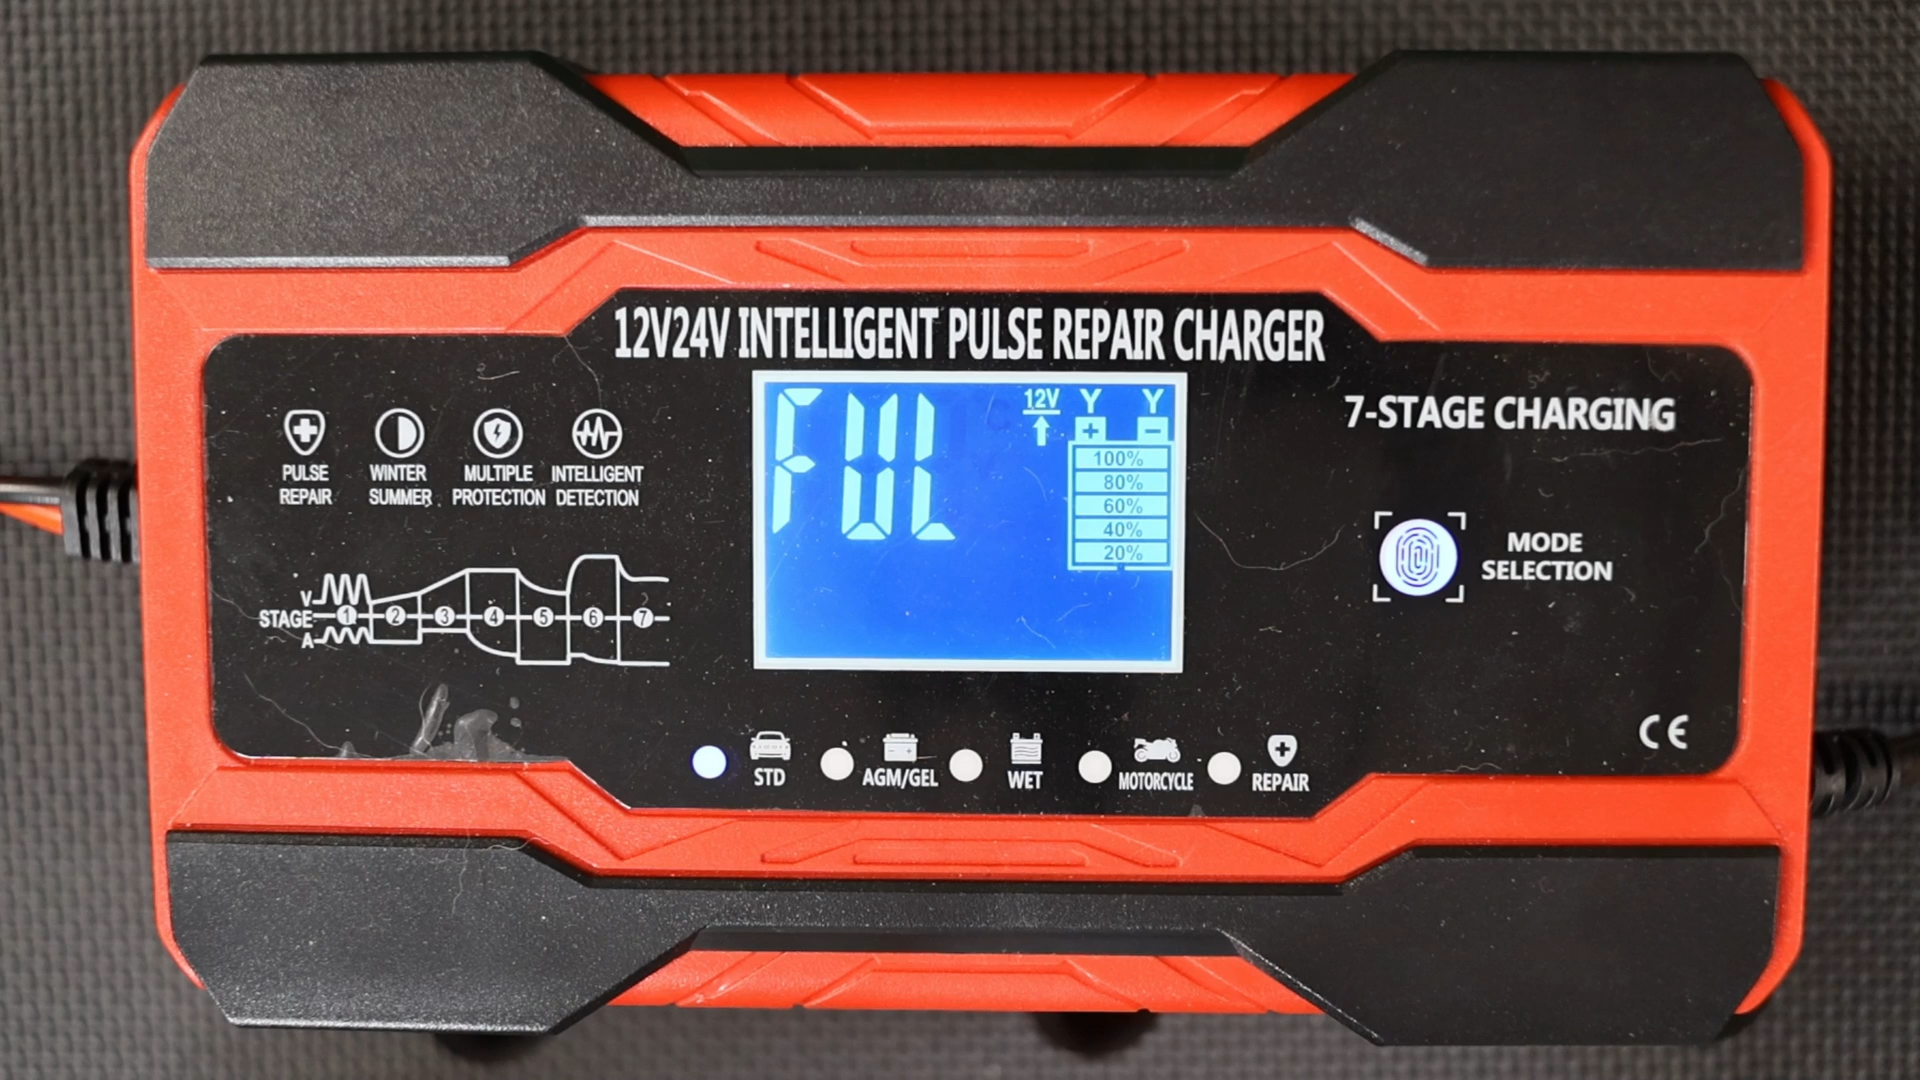 12V24V INTELLIGENT PULSE REPAIR CHARGER
PULSE
REPAIR
WINTER
SUMMER
MULTIPLE
PROTECTION
INTELLIGENT
DETECTION
V
STAGE 1 2 3 4 5 6 7
A
FUL
12V
Y Y
+ -
100%
80%
60%
40%
20%
7-STAGE CHARGING
MODE
SELECTION
CE
STD
AGM/GEL
WET
MOTORCYCLE
REPAIR